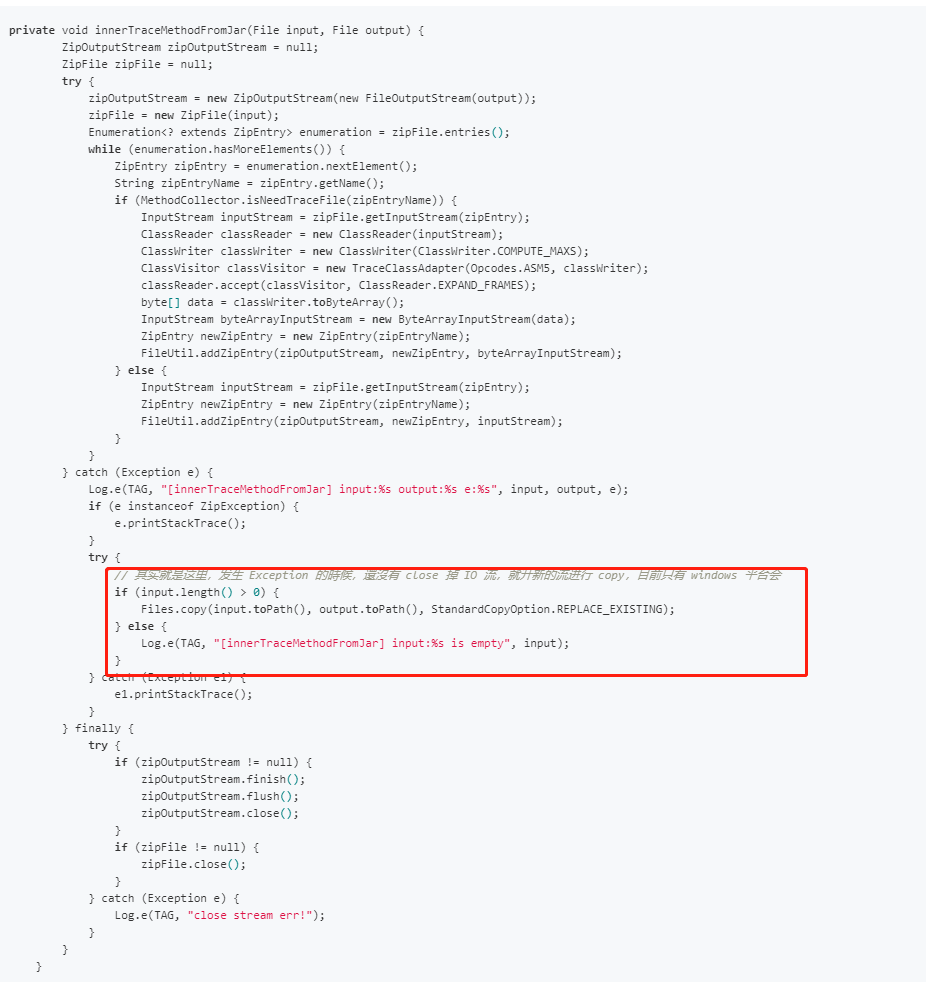 private void innerTraceMethodFromJar(File input, File output) {
        ZipOutputStream zipOutputStream = null;
        ZipFile zipFile = null;
        try {
            zipOutputStream = new ZipOutputStream(new FileOutputStream(output));
            zipFile = new ZipFile(input);
            Enumeration<? extends ZipEntry> enumeration = zipFile.entries();
            while (enumeration.hasMoreElements()) {
                ZipEntry zipEntry = enumeration.nextElement();
                String zipEntryName = zipEntry.getName();
                if (MethodCollector.isNeedTraceFile(zipEntryName)) {
                    InputStream inputStream = zipFile.getInputStream(zipEntry);
                    ClassReader classReader = new ClassReader(inputStream);
                    ClassWriter classWriter = new ClassWriter(ClassWriter.COMPUTE_MAXS);
                    ClassVisitor classVisitor = new TraceClassAdapter(Opcodes.ASM5, classWriter);
                    classReader.accept(classVisitor, ClassReader.EXPAND_FRAMES);
                    byte[] data = classWriter.toByteArray();
                    InputStream byteArrayInputStream = new ByteArrayInputStream(data);
                    ZipEntry newZipEntry = new ZipEntry(zipEntryName);
                    FileUtil.addZipEntry(zipOutputStream, newZipEntry, byteArrayInputStream);
                } else {
                    InputStream inputStream = zipFile.getInputStream(zipEntry);
                    ZipEntry newZipEntry = new ZipEntry(zipEntryName);
                    FileUtil.addZipEntry(zipOutputStream, newZipEntry, inputStream);
                }
            }
        } catch (Exception e) {
            Log.e(TAG, "[innerTraceMethodFromJar] input:%s output:%s e:%s", input, output, e);
            if (e instanceof ZipException) {
                e.printStackTrace();
            }
            try {
                // 其实就是这里，发生 Exception 的時候，還沒有 close 掉 IO 流，就开新的流进行 copy，目前只有 windows 平台会
                if (input.length() > 0) {
                    Files.copy(input.toPath(), output.toPath(), StandardCopyOption.REPLACE_EXISTING);
                } else {
                    Log.e(TAG, "[innerTraceMethodFromJar] input:%s is empty", input);
                }
            } catch (Exception e1) {
                e1.printStackTrace();
            }
        } finally {
            try {
                if (zipOutputStream != null) {
                    zipOutputStream.finish();
                    zipOutputStream.flush();
                    zipOutputStream.close();
                }
                if (zipFile != null) {
                    zipFile.close();
                }
            } catch (Exception e) {
                Log.e(TAG, "close stream err!");
            }
        }
    }